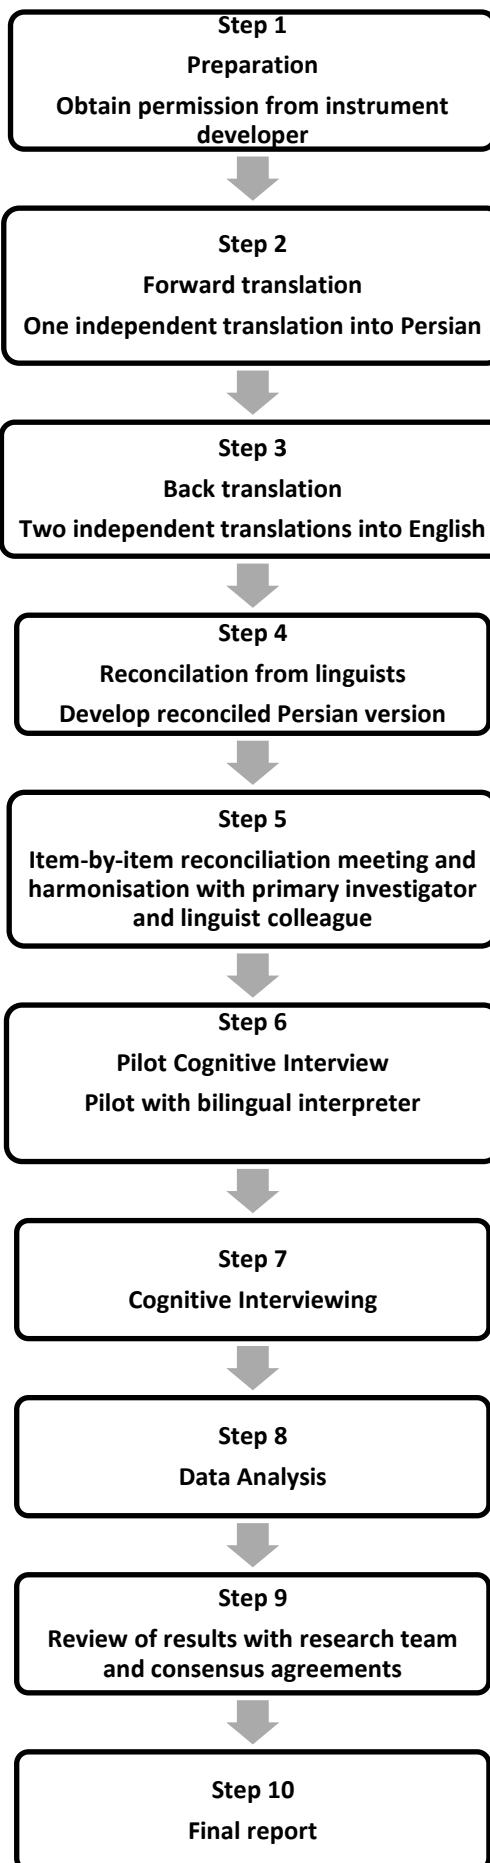 Step 1
Preparation
Obtain permission from instrument
developer
Step 2
Forward translation
One independent translation into Persian
Step 3
Back translation
Two independent translations into English
Step 4
Reconcilation from linguists
Develop reconciled Persian version
Step 5
Item-by-item reconciliation meeting and
harmonisation with primary investigator
and linguist colleague
Step 6
Pilot Cognitive Interview
Pilot with bilingual interpreter
Step 7
Cognitive Interviewing
Step 8
Data Analysis
Step 9
Review of results with research team
and consensus agreements
Step 10
Final report